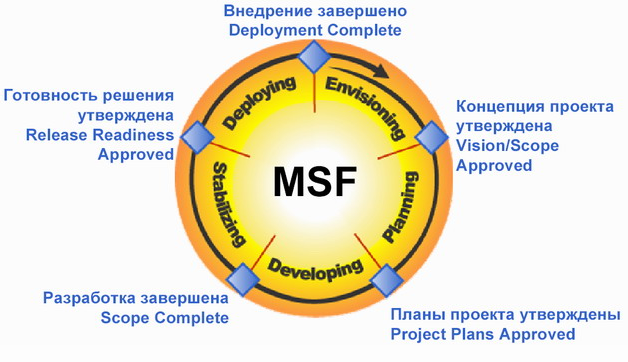 Внедрение завершено
Deployment Complete
Готовность решения
утверждена
Release Readiness
Approved
Концепция проекта
утверждена
Vision/Scope
Approved
Deploying
Envisioning
MSF
Stabilizing
Planning
Developing
Разработка завершена
Scope Complete
Планы проекта утверждены
Project Plans Approved